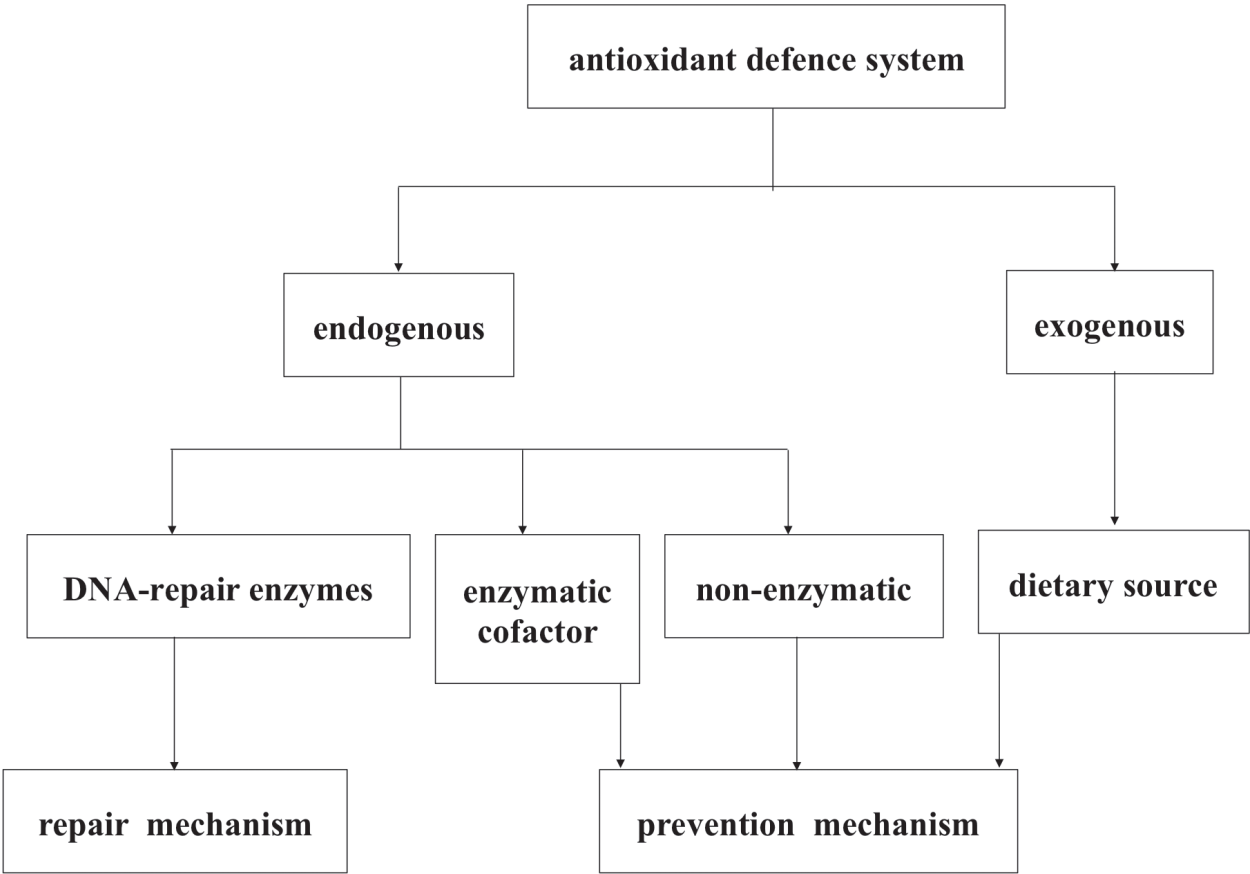 antioxidant defence system
endogenous
exogenous
DNA-repair enzymes
enzymatic
cofactor
non-enzymatic
dietary source
repair mechanism
prevention mechanism